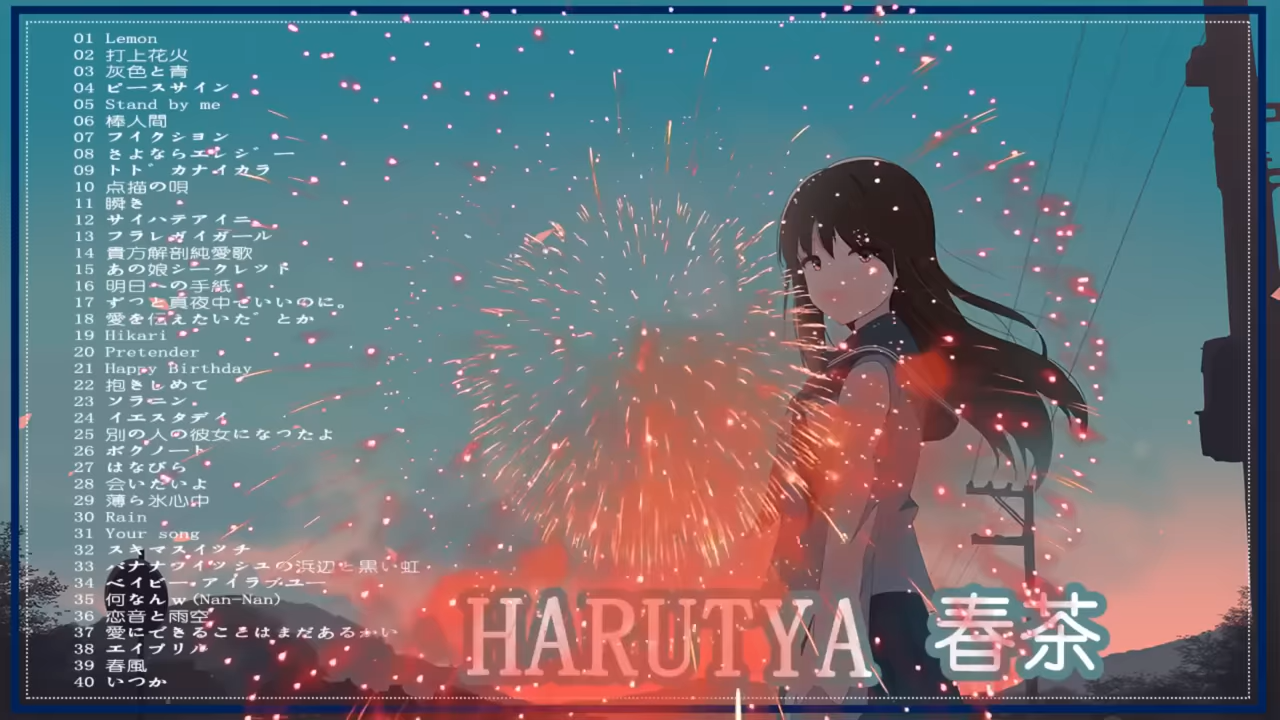 01 Lemon
02 打上花火
03 灰色と青
04 ピースサイン
05 Stand by me
06 棒人間
07 フイクション
08 さよならエレジ゛ー
09 トト゛カナイカラ
10 点描の唄
11 瞬き
12 サイハテアイニ
13 フラレガイガール
14 貴方解剖純愛歌
15 あの娘シークレット
16 明日への手紙
17 ずっと真夜中でいいのに。
18 愛を伝えたいだ゛とか
19 Hikari
20 Pretender
21 Happy Birthday
22 抱きしめて
23 ソラニン
24 イエスタデイ
25 別の人の彼女になったよ
26 ボクノート
27 はなびら
28 会いたいよ
29 薄ら氷心中
30 Rain
31 Your song
32 スキマスイッチ
33 バナナフイッシュの浜辺と黒い虹
34 ベイビー・アイラブユー
35 何なんw(Nan-Nan)
36 恋音と雨空
37 愛にできることはまだあるかい
38 エイプリル
39 春風
40 いつか
HARUTYA 春茶